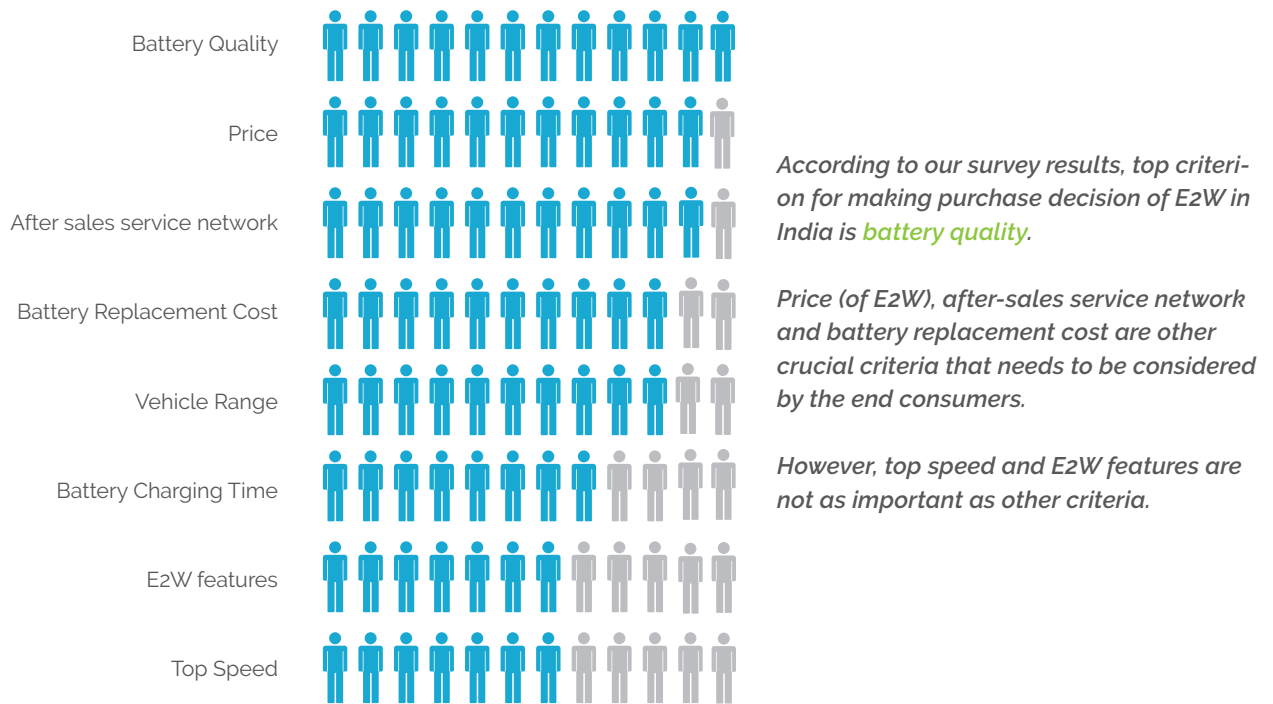 Battery Quality
Price
After sales service network
Battery Replacement Cost
Vehicle Range
Battery Charging Time
E2W features
Top Speed
According to our survey results, top criteri-
on for making purchase decision of E2W in
India is battery quality.
Price (of E2W), after-sales service network
and battery replacement cost are other
crucial criteria that needs to be considered
by the end consumers.
However, top speed and E2W features are
not as important as other criteria.